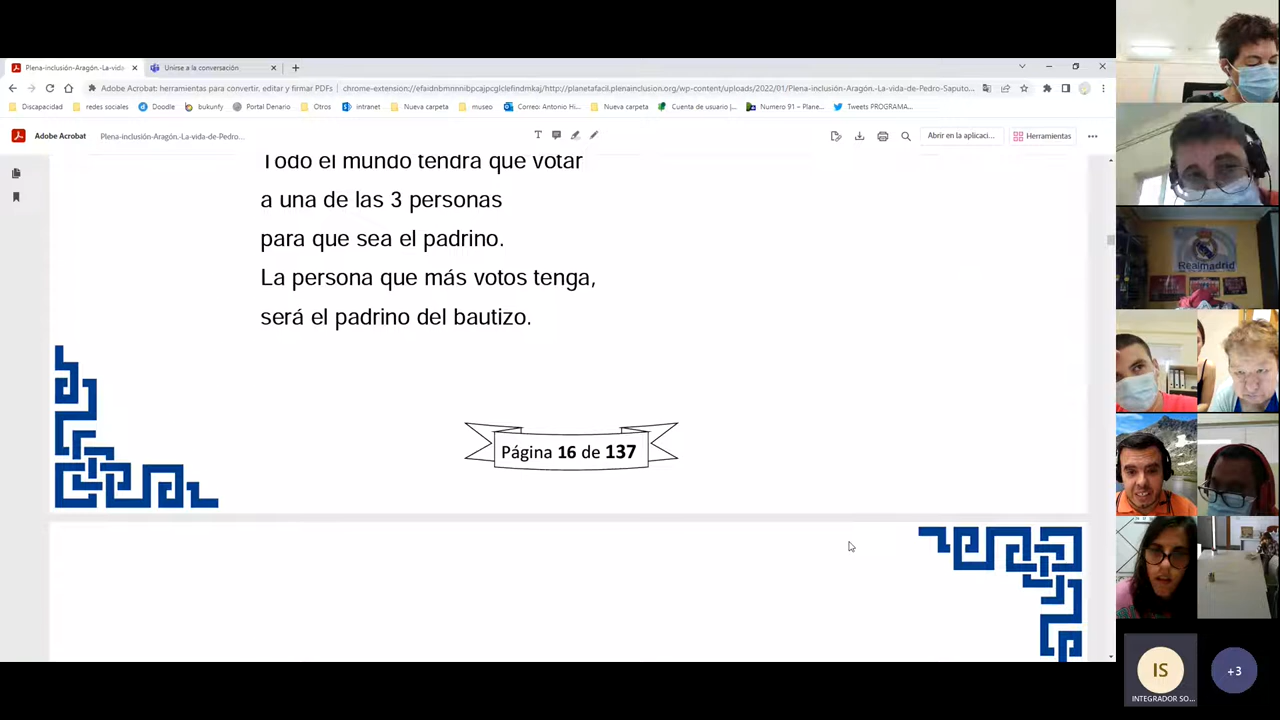 Plena-inclusión-Aragón.-La-vida-
Unirse a la conversación
Adobe Acrobat: herramientas para convertir, editar y firmar PDFs
chrome-extension://efaidnbmnnnibpcajpcglclefindmkaj/http://planetafacil.plenainclusion.org/wp-content/uploads/2022/01/Plena-inclusion-Aragón.-La-vida-de-Pedro-Saputo...
Discapacidad
redes sociales
Doodle
bukunfy
Portal Denario
Otros
intranet
Nueva carpeta
museo
Correo: Antonio Hi...
Nueva carpeta
Cuenta de usuario |...
Numero 91 – Plane...
Tweets PROGRAMA...
Adobe Acrobat
Plena-inclusión-Aragón.-La-vida-de-Pedro...
Abrir en la aplicaci...
Herramientas
Todo el mundo tendrá que votar
a una de las 3 personas
para que sea el padrino.
La persona que más votos tenga,
será el padrino del bautizo.
Página 16 de 137
Realmadrid
IS
INTEGRADOR SO...
+3